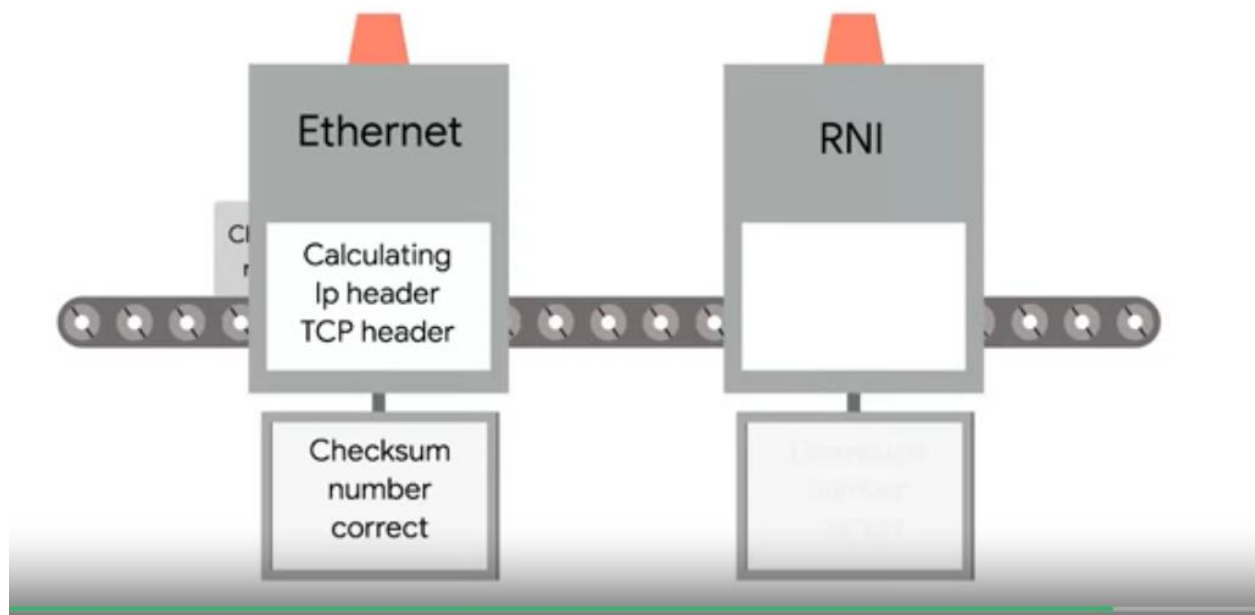 Ethernet
RNI
Calculating
Ip header
TCP header
Checksum
number
correct